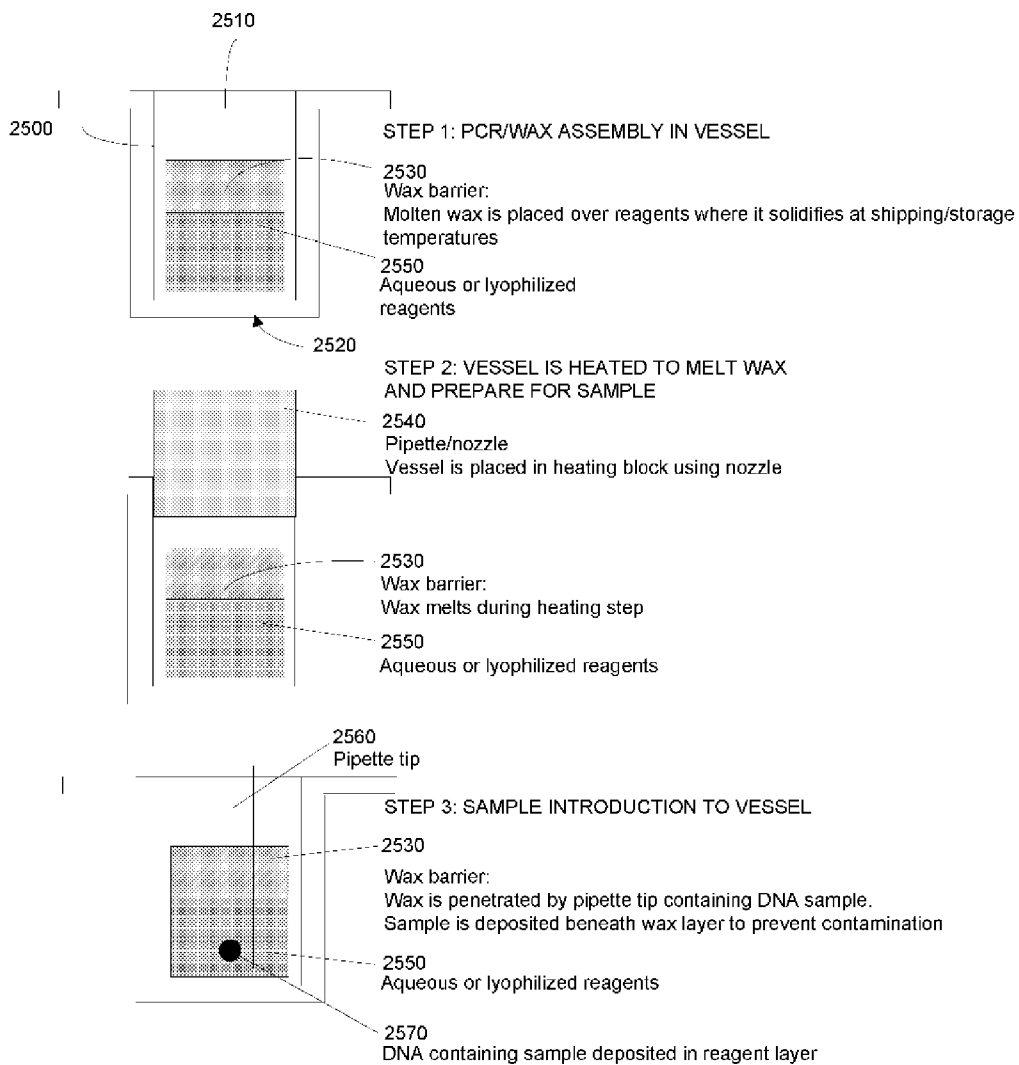 2510
2500
STEP 1: PCR/WAX ASSEMBLY IN VESSEL
2530
Wax barrier:
Molten wax is placed over reagents where it solidifies at shipping/storage
temperatures
2550
Aqueous or lyophilized
reagents
2520
STEP 2: VESSEL IS HEATED TO MELT WAX
AND PREPARE FOR SAMPLE
2540
Pipette/nozzle
Vessel is placed in heating block using nozzle
2530
Wax barrier:
Wax melts during heating step
2550
Aqueous or lyophilized reagents
2560
Pipette tip
STEP 3: SAMPLE INTRODUCTION TO VESSEL
2530
Wax barrier:
Wax is penetrated by pipette tip containing DNA sample.
Sample is deposited beneath wax layer to prevent contamination
2550
Aqueous or lyophilized reagents
2570
DNA containing sample deposited in reagent layer